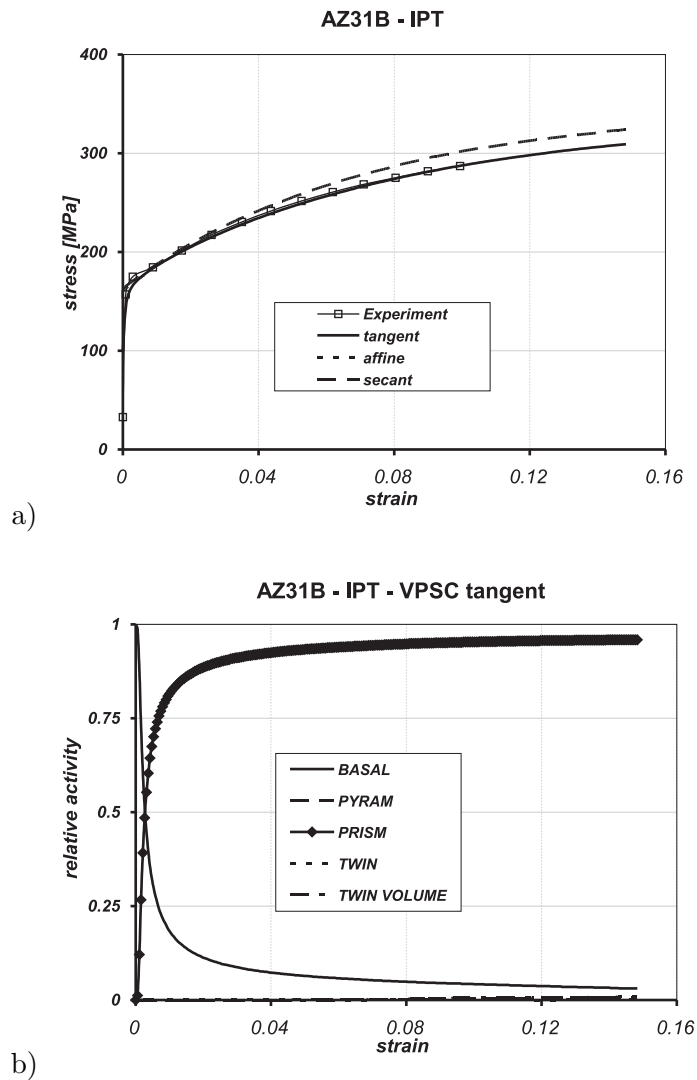 AZ31B - IPT
400
300
200
100
0
stress [MPa]
Experiment
tangent
affine
secant
0 0.04 0.08 0.12 0.16
strain
a)
AZ31B - IPT - VPSC tangent
1
0.75
0.5
0.25
0
relative activity
BASAL
PYRAM
PRISM
TWIN
TWIN VOLUME
0 0.04 0.08 0.12 0.16
strain
b)